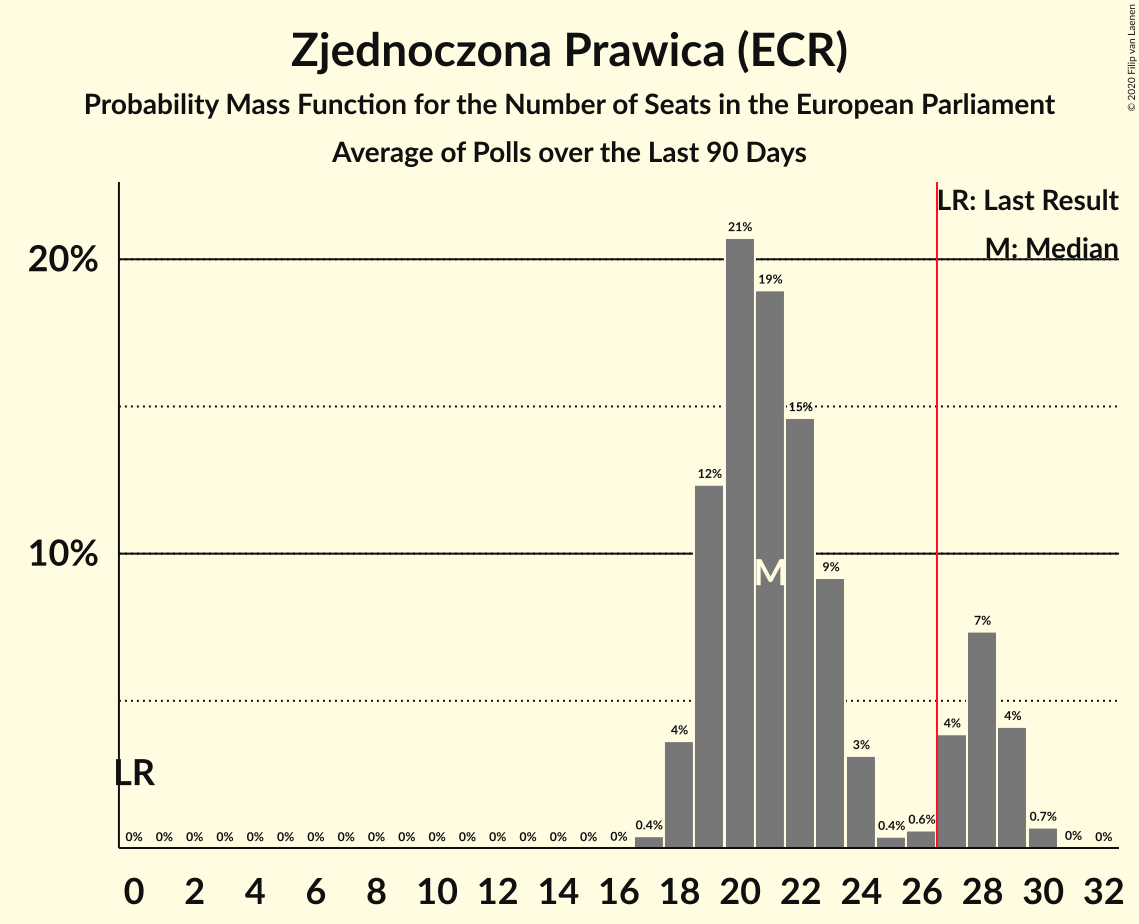 Zjednoczona Prawica (ECR)
Probability Mass Function for the Number of Seats in the European Parliament
Average of Polls over the Last 90 Days
© 2020 Filip van Laenen
LR: Last Result
M: Median
20%
10%
21%
19%
15%
12%
M
9%
7%
4%
4%
4%
3%
LR
0% 0% 0% 0% 0% 0% 0% 0% 0% 0% 0% 0% 0% 0% 0% 0% 0% 0.4% 0.4% 0.6% 0.7% 0% 0%
0 2 4 6 8 10 12 14 16 18 20 22 24 26 28 30 32